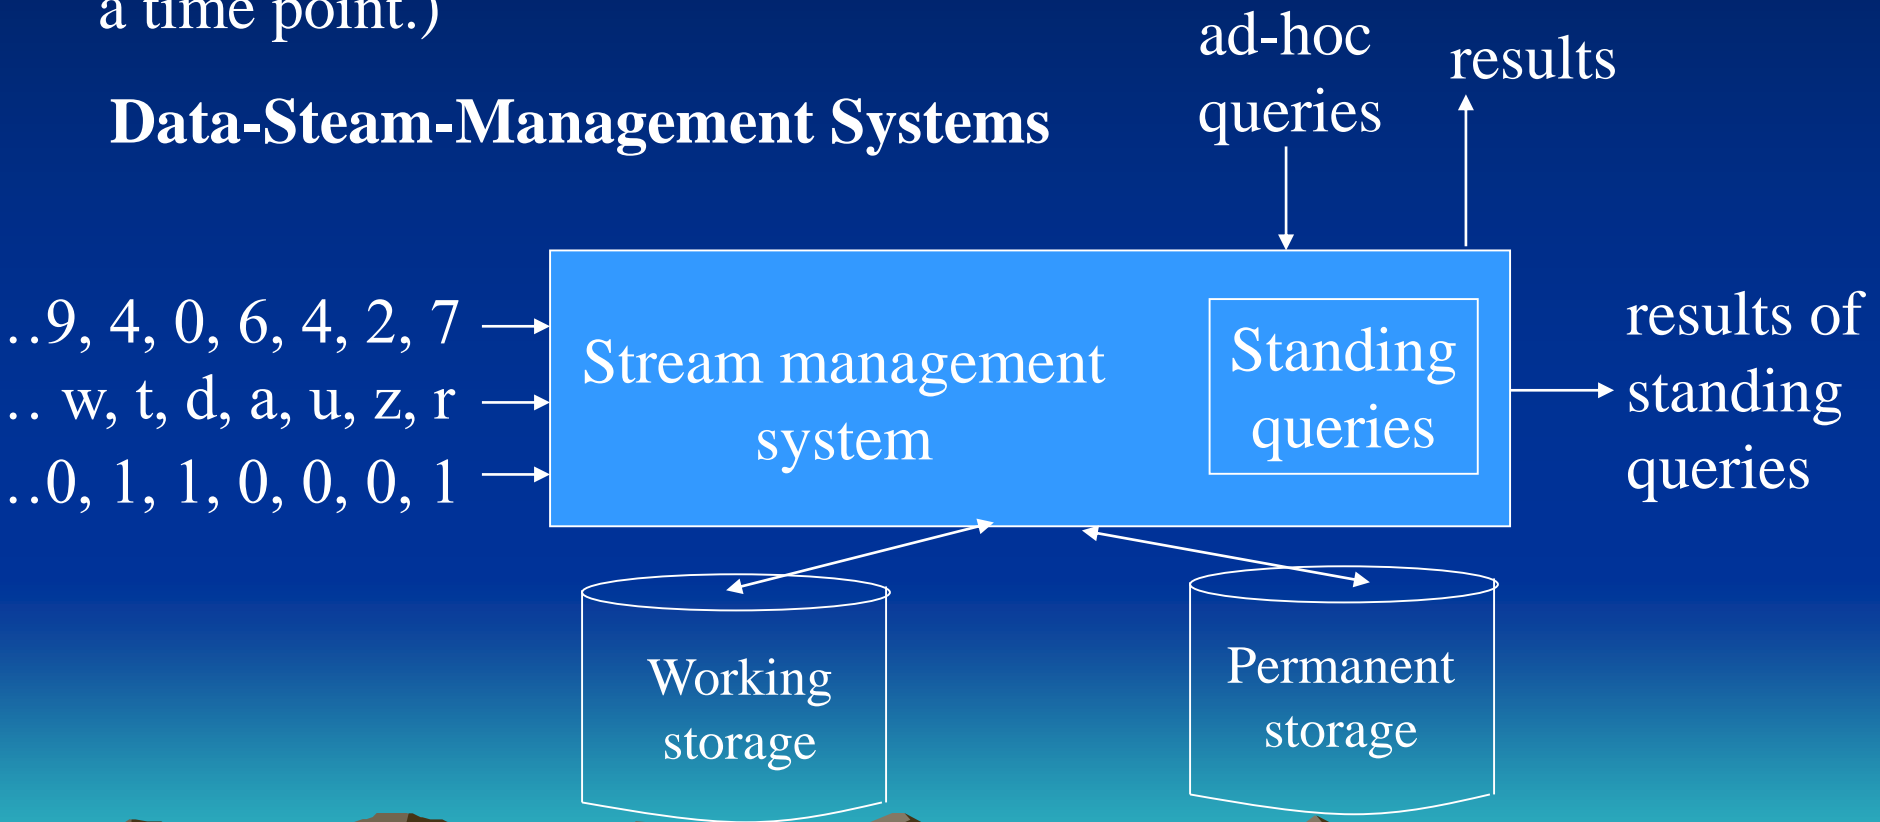 a time point.)
Data-Steam-Management Systems
ad-hoc
queries
results
..9, 4, 0, 6, 4, 2, 7
.. w, t, d, a, u, z, r
..0, 1, 1, 0, 0, 0, 1
Stream management
system
Standing
queries
results of
standing
queries
Working
storage
Permanent
storage